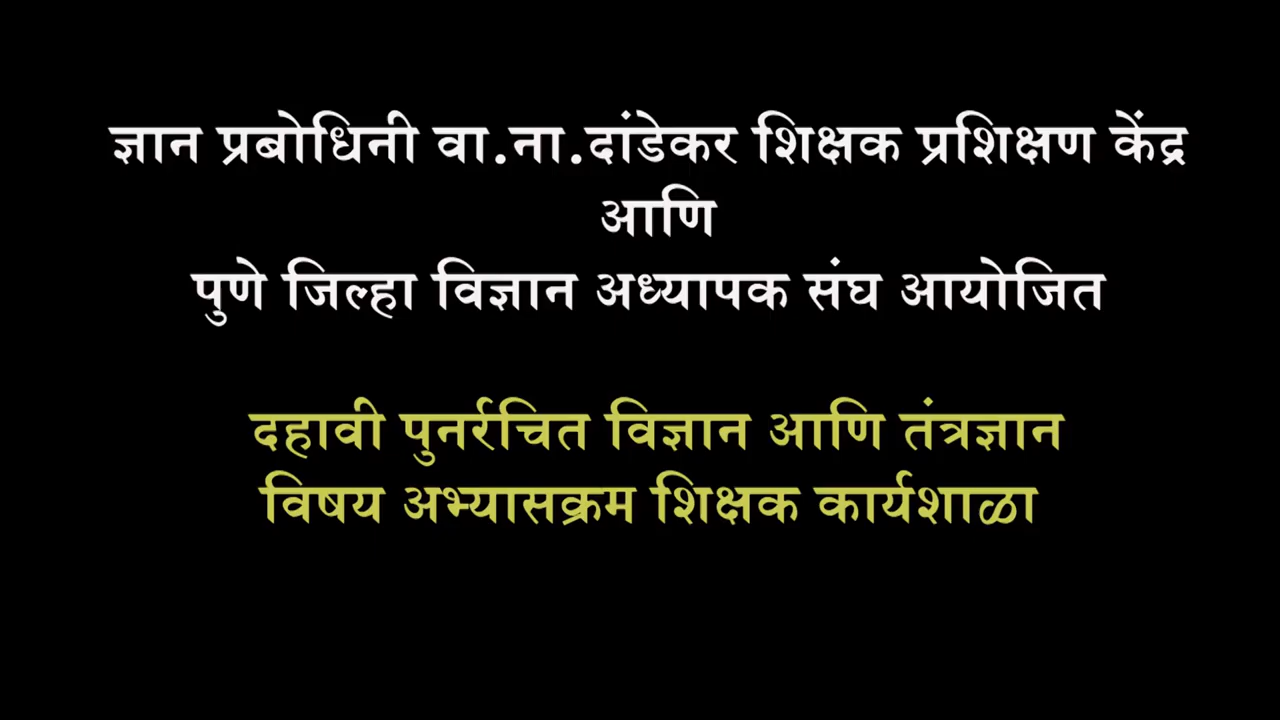 ज्ञान प्रबोधिनी वा.ना.दांडेकर शिक्षक प्रशिक्षण केंद्र
आणि
पुणे जिल्हा विज्ञान अध्यापक संघ आयोजित
दहावी पुनर्रचित विज्ञान आणि तंत्रज्ञान
विषय अभ्यासक्रम शिक्षक कार्यशाळा